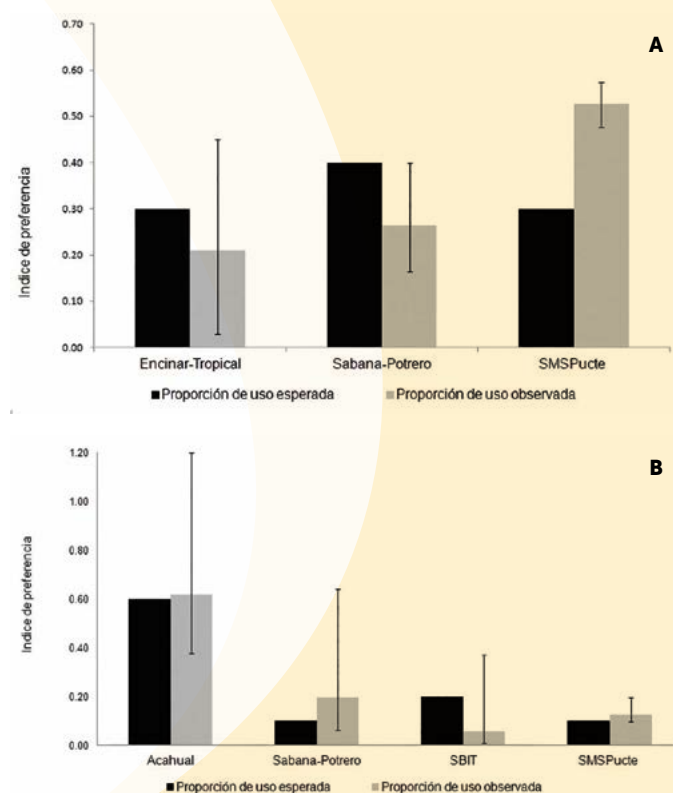 A
Indice de preferencia
0.70
0.60
0.50
0.40
0.30
0.20
0.10
0.00
Encinar-Tropical Sabana-Potrero SMSPucte
■Proporción de uso esperada ■Proporción de uso observada
B
Indice de preferencia
1.20
1.00
0.80
0.60
0.40
0.20
0.00
Acahual Sabana-Potrero SBIT SMSPucte
■Proporción de uso esperada ■Proporción de uso observada